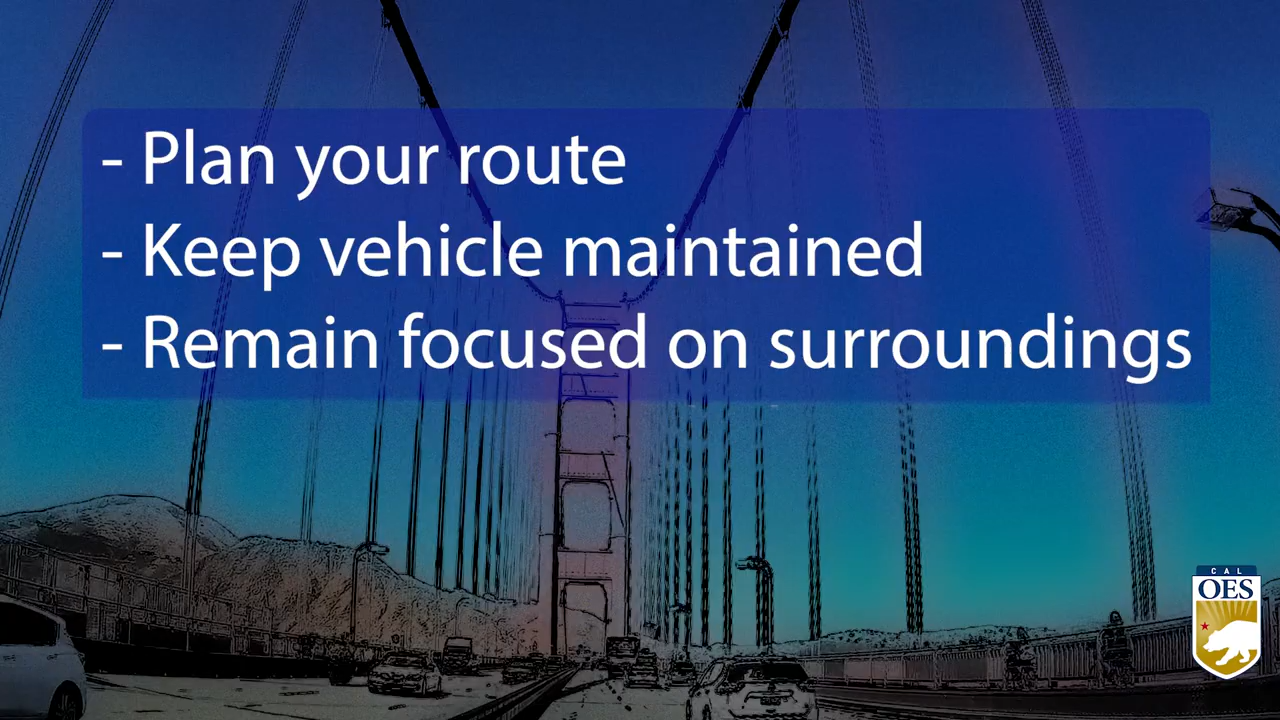 - Plan your route
- Keep vehicle maintained
- Remain focused on surroundings
CAL
OES